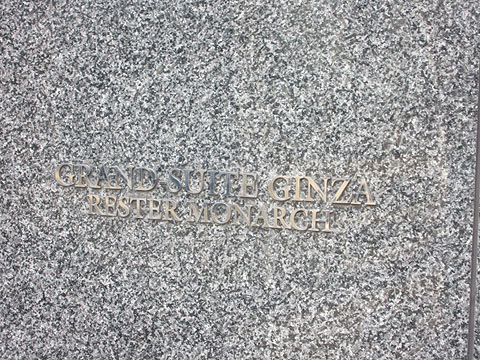 GRAND SUITE GINZA
RESTER MONARCH